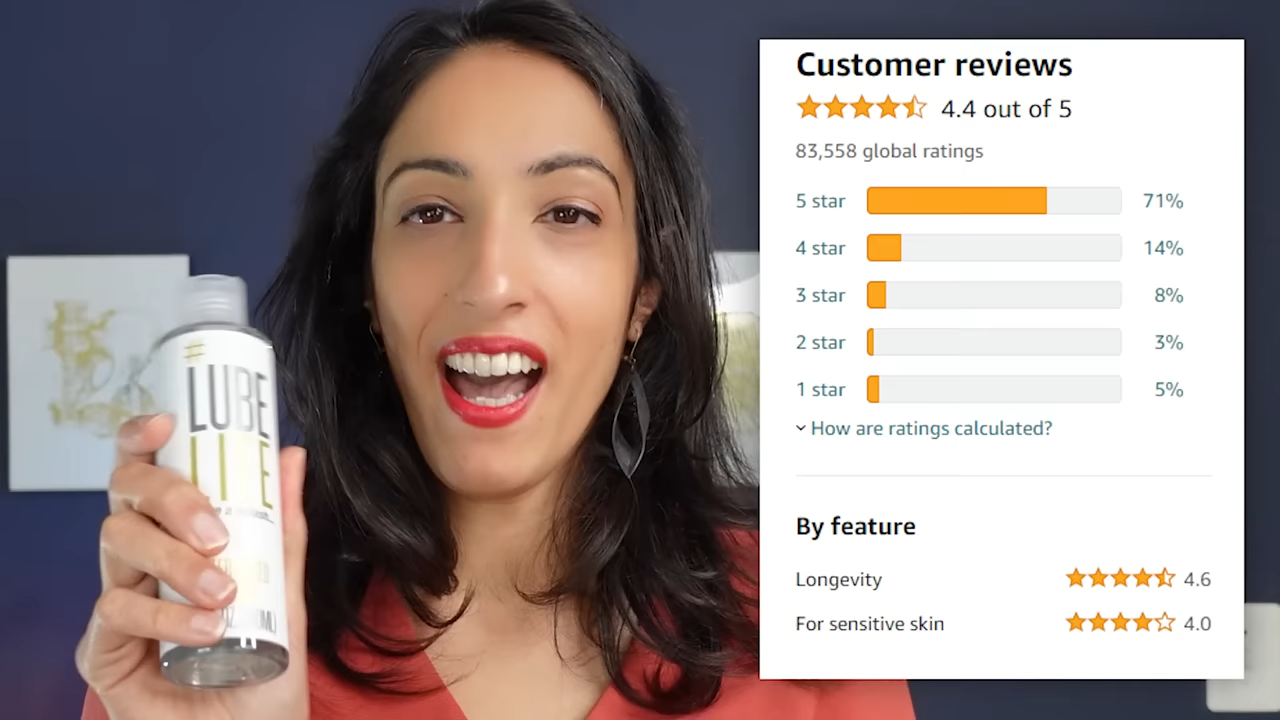 #
LUBE
LIFE
Customer reviews
4.4 out of 5
83,558 global ratings
5 star 71%
4 star 14%
3 star 8%
2 star 3%
1 star 5%
How are ratings calculated?
By feature
Longevity 4.6
For sensitive skin 4.0